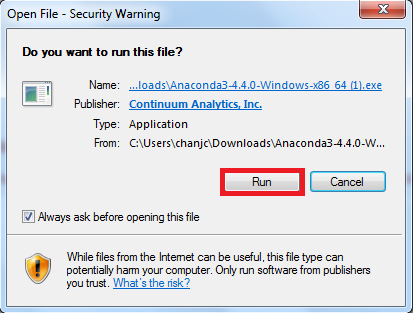 Open File - Security Warning
Do you want to run this file?
Name: ...loads\Anaconda3-4.4.0-Windows-x86_64 (1).exe
Publisher: Continuum Analytics, Inc.
Type: Application
From: C:\Users\chanjc\Downloads\Anaconda3-4.4.0-W...
Run Cancel
Always ask before opening this file
While files from the Internet can be useful, this file type can
potentially harm your computer. Only run software from publishers
you trust. What's the risk?